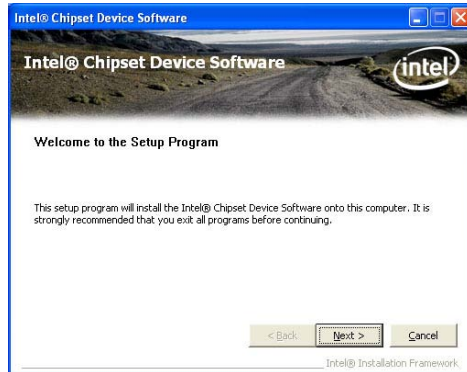 Intel® Chipset Device Software
Intel® Chipset Device Software
intel
Welcome to the Setup Program
This setup program will install the Intel® Chipset Device Software onto this computer. It is
strongly recommended that you exit all programs before continuing.
< Back
Next >
Cancel
Intel® Installation Framework